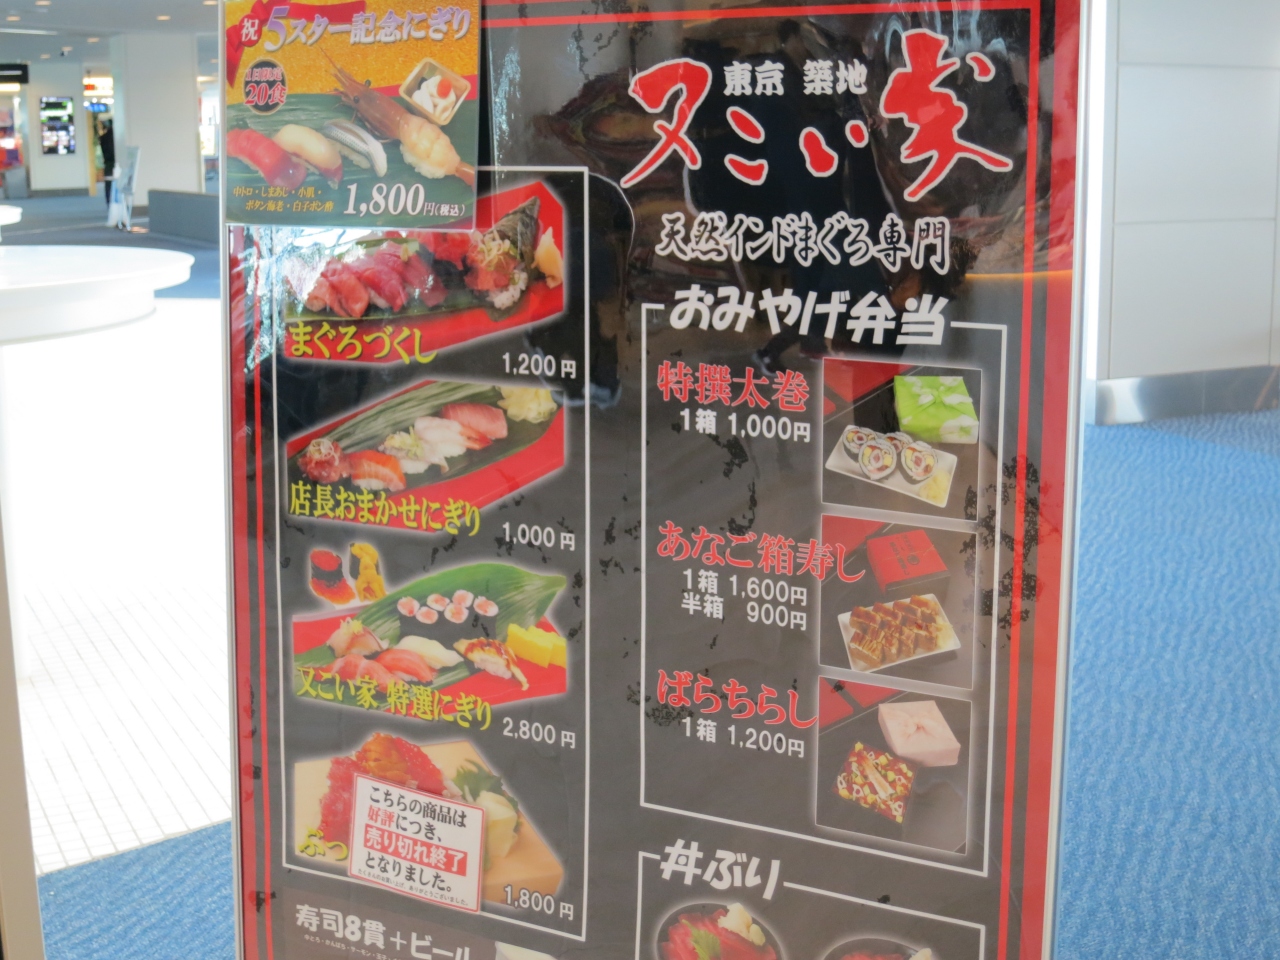 祝
5スター記念にぎり
1日限定
20食
中トロ・しまあじ・小肌・
ボタン海老・白子ポン酢
1,800円(税込)
東京 築地
又こい家
天然インドまぐろ専門
まぐろづくし
1,200円
店長おまかせにぎり
1,000円
又こい家 特選にぎり
2,800円
ぶっ
こちらの商品は
好評につき、
売り切れ終了
となりました。
1,800円
寿司8貫+ビール
おみやげ弁当
特撰太巻
1箱 1,000円
あなご箱寿し
1箱 1,600円
半箱 900円
ばらちらし
1箱 1,200円
丼ぶり